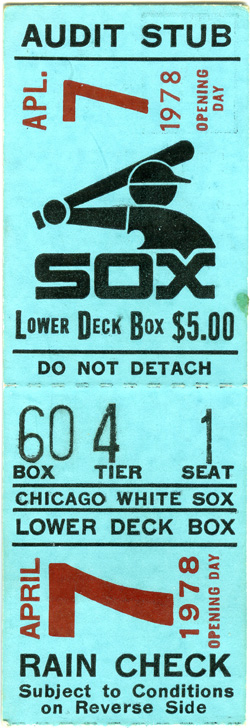 AUDIT STUB
APL. 7 1978 OPENING DAY
SOX
LOWER DECK BOX $5.00
DO NOT DETACH
60 4 1
BOX TIER SEAT
CHICAGO WHITE SOX
LOWER DECK BOX
APRIL 7 1978 OPENING DAY
RAIN CHECK
Subject to Conditions
on Reverse Side